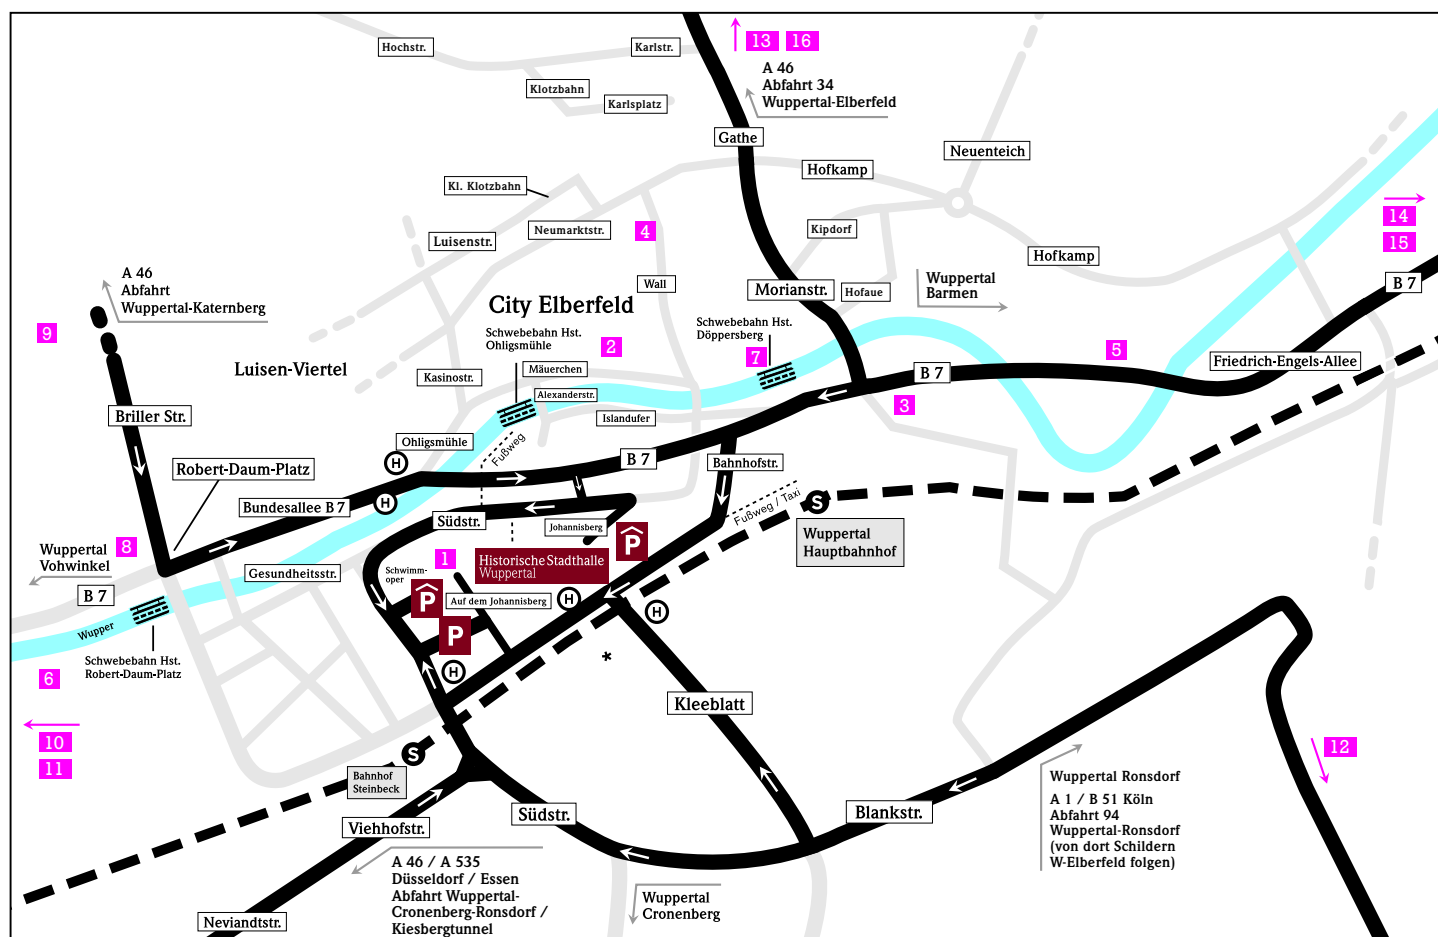 Hochstr.
Karlstr.
13 16
A 46
Abfahrt 34
Wuppertal-Elberfeld
Klotzbahn
Karlsplatz
Gathe
Neuenteich
Hofkamp
Kl. Klotzbahn
14
15
Neumarktstr.
4
Kipdorf
Luisenstr.
Hofkamp
A 46
Abfahrt
Wuppertal-Katernberg
Wall
Morianstr.
Hofaue
Wuppertal
Barmen
B 7
City Elberfeld
9
Schwebebahn Hst.
Ohligsmühle
2
Schwebebahn Hst.
Döppersberg
7
5
Friedrich-Engels-Allee
Luisen-Viertel
Kasinostr.
Mäuerchen
B 7
Alexanderstr.
3
Briller Str.
Islandufer
Ohligsmühle
Fußweg
H
B 7
Bahnhofstr.
Robert-Daum-Platz
Bundesallee B 7
H
Südstr.
Johannisberg
Fußweg / Taxi
S
Wuppertal
Hauptbahnhof
8
Wuppertal
Vohwinkel
1
Historische Stadthalle
Wuppertal
P
Gesundheitsstr.
Schwimm-
oper
P
B 7
Auf dem Johannisberg
H
H
Wupper
P
Schwebebahn Hst.
Robert-Daum-Platz
H
*
6
Kleeblatt
10
11
S
12
Bahnhof
Steinbeck
Wuppertal Ronsdorf
A 1 / B 51 Köln
Abfahrt 94
Wuppertal-Ronsdorf
(von dort Schildern
W-Elberfeld folgen)
Viehhofstr.
Südstr.
Blankstr.
A 46 / A 535
Düsseldorf / Essen
Abfahrt Wuppertal-
Cronenberg-Ronsdorf /
Kiesbergtunnel
Wuppertal
Cronenberg
Neviandtstr.